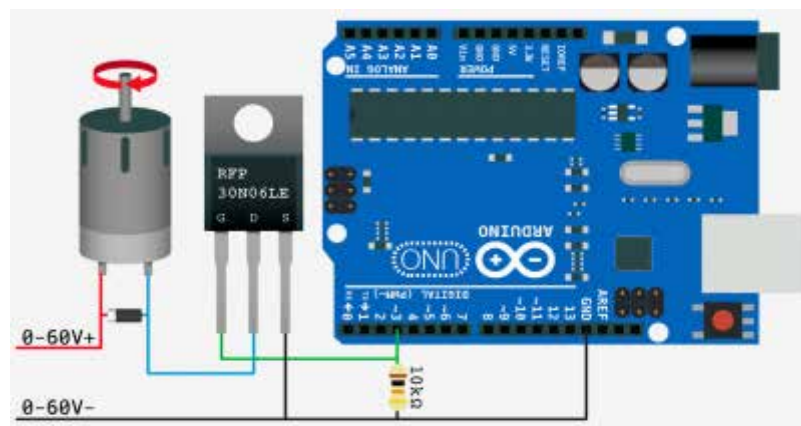 A5 A4 A3 A2 A1 A0
ANALOG IN
Vin GND GND 5V 3.3V RESET IOREF
POWER
RFP
30N06LE
G D S
ARDUINO
UNO
DIGITAL (PWM~)
0 1 2 ~3 4 ~5 ~6 7 8 ~9 ~10 ~11 12 13 GND AREF
0-60V+
10kΩ
0-60V-